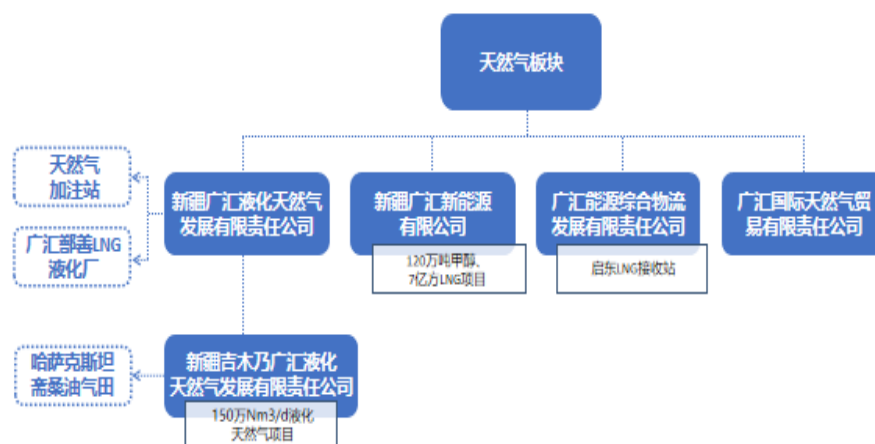 天然气板块
天然气
加注站
广汇鄯善LNG
液化厂
新疆广汇液化天然气
发展有限责任公司
新疆广汇新能源
有限公司
120万吨甲醇、
7亿方LNG项目
广汇能源综合物流
发展有限责任公司
启东LNG接收站
广汇国际天然气贸
易有限责任公司
哈萨克斯坦
斋桑油气田
新疆吉木乃广汇液化
天然气发展有限责任公司
150万Nm3/d液化
天然气项目